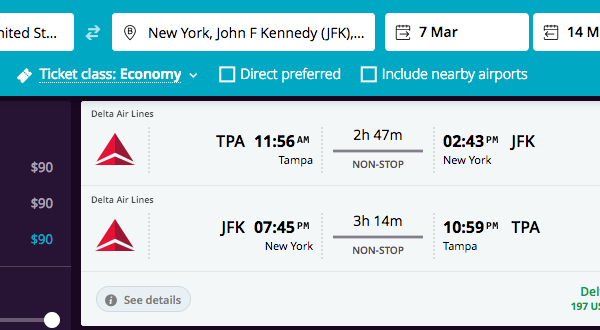 nited St...
B New York, John F Kennedy (JFK),...
7 Mar
14 M
Ticket class: Economy
Direct preferred
Include nearby airports
$90
$90
$90
Delta Air Lines
TPA 11:56 AM 2h 47m 02:43 PM JFK
Tampa NON-STOP New York
Delta Air Lines
JFK 07:45 PM 3h 14m 10:59 PM TPA
New York NON-STOP Tampa
i See details
Del
197 US